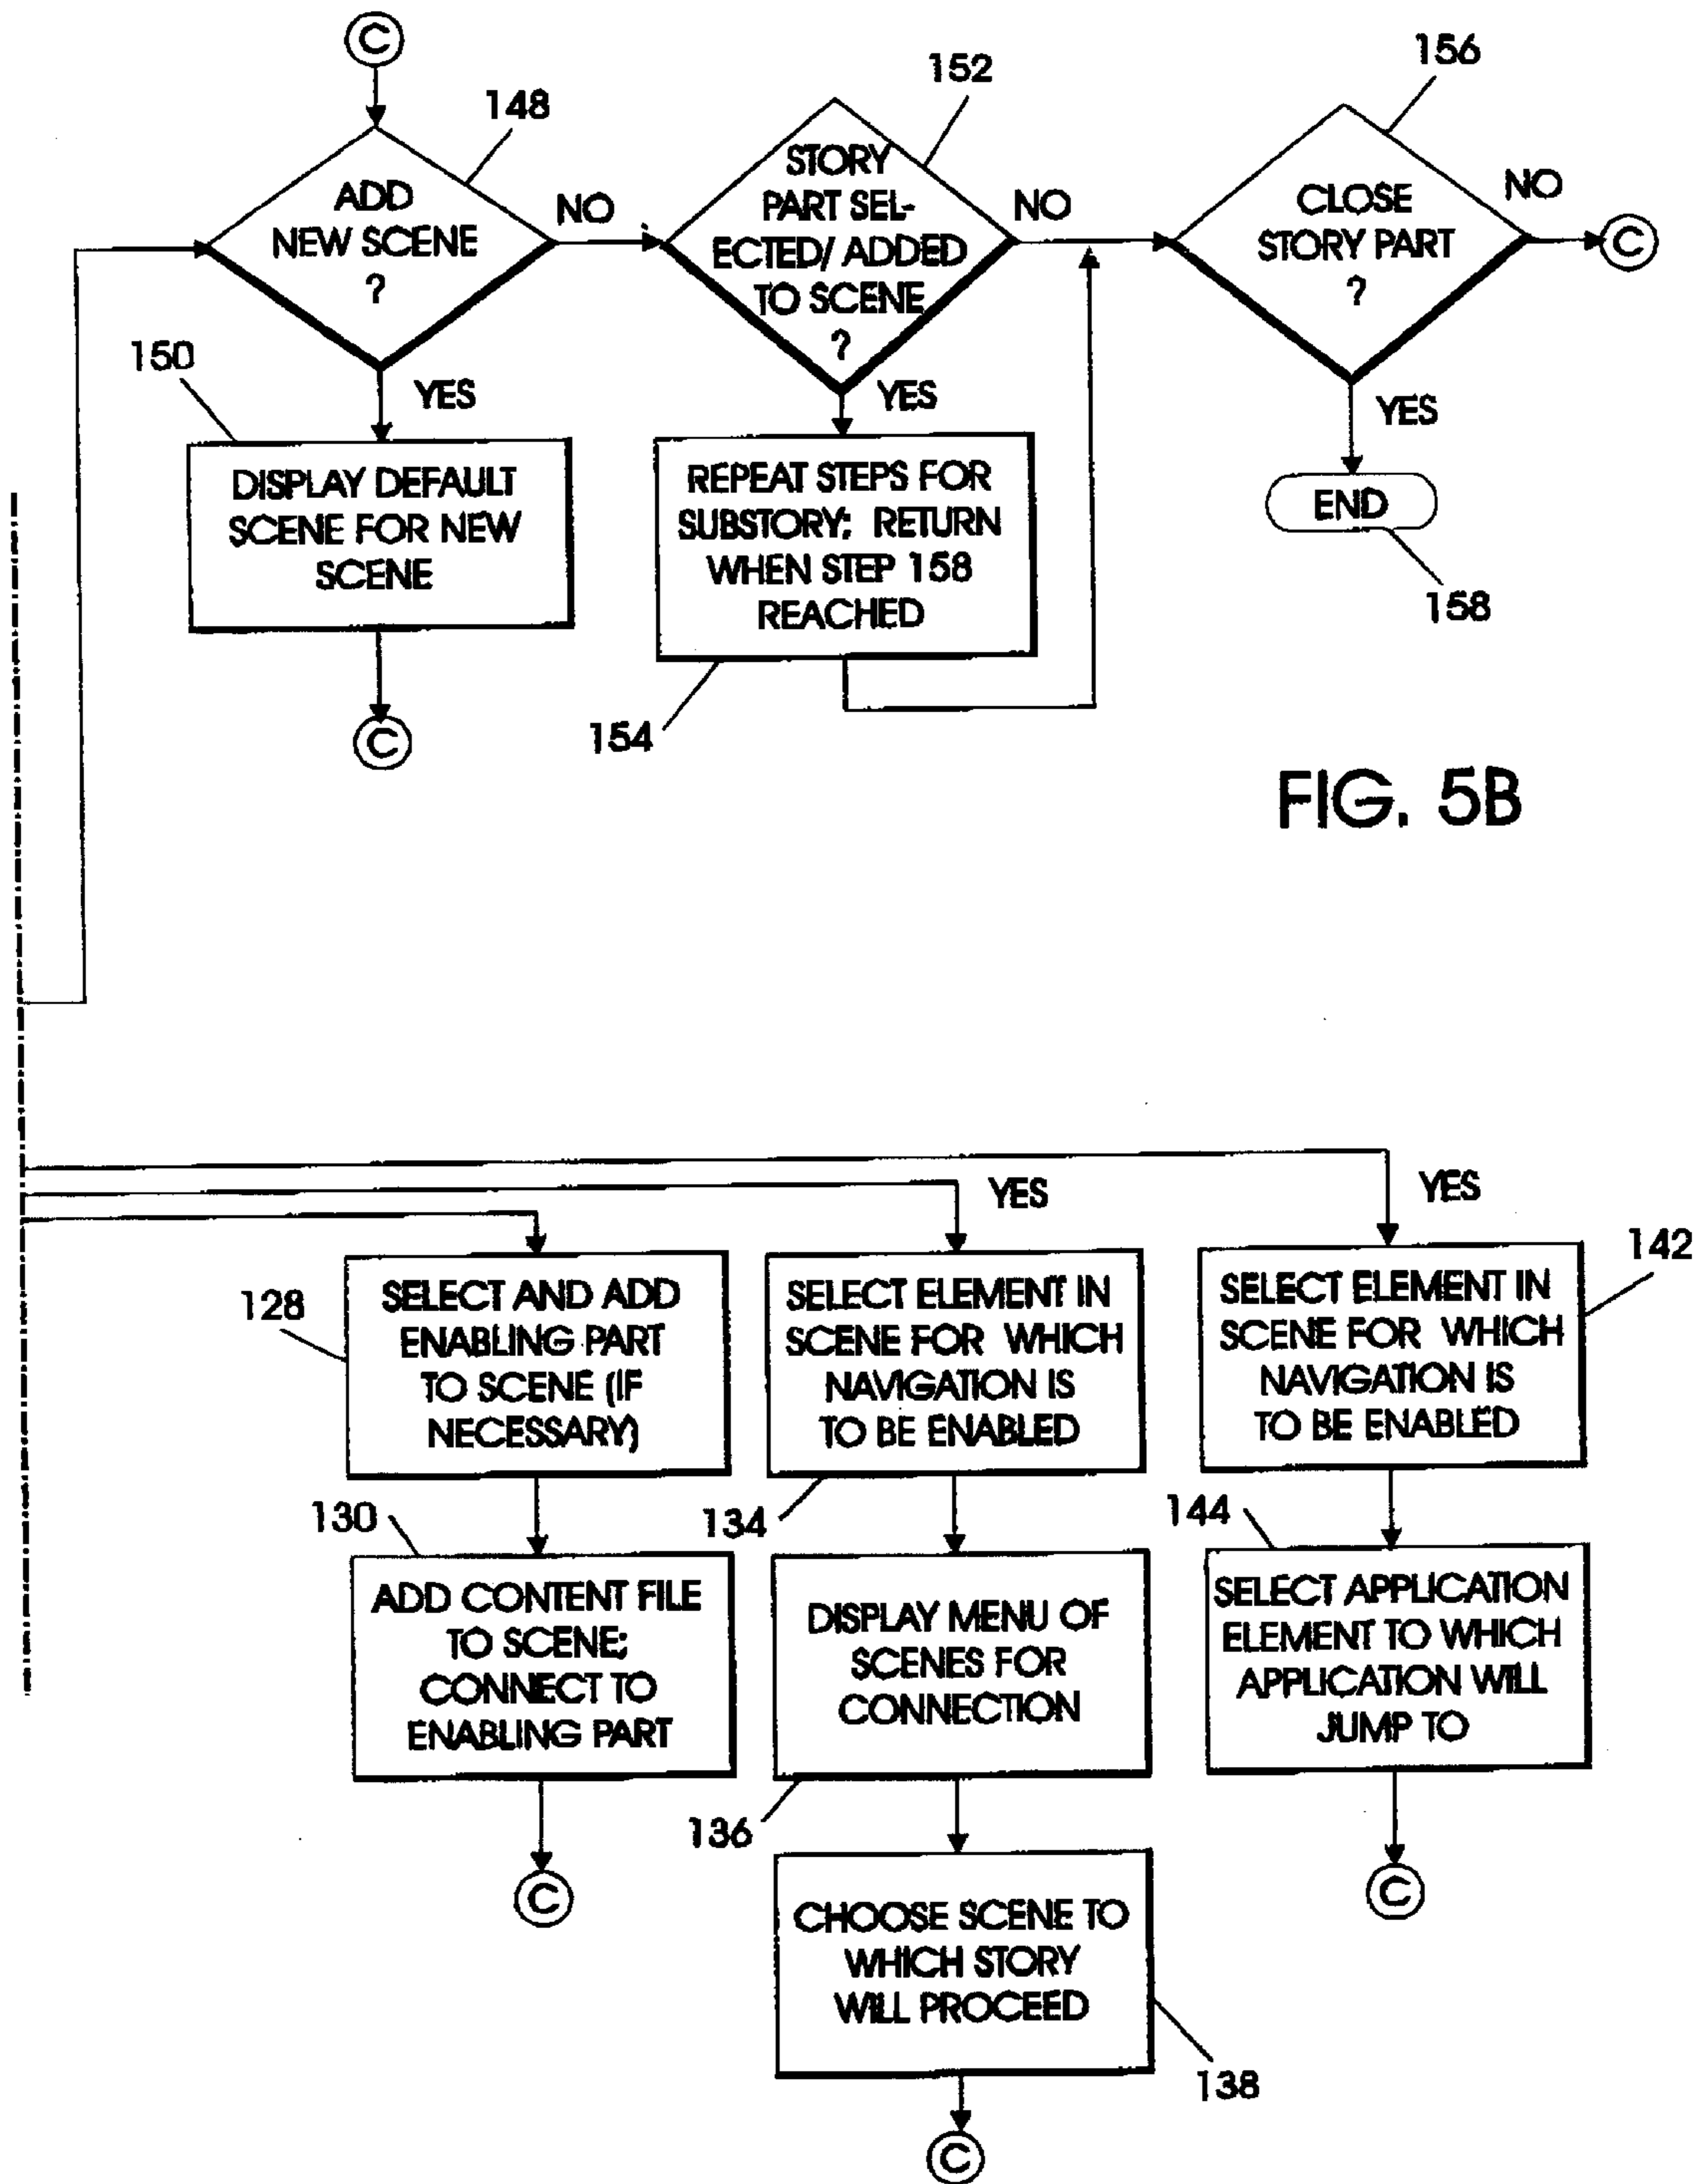 C
148
ADD
NEW SCENE
?
NO
YES
150
DISPLAY DEFAULT
SCENE FOR NEW
SCENE
C
152
STORY
PART SEL-
ECTED/ ADDED
TO SCENE
?
NO
YES
REPEAT STEPS FOR
SUBSTORY; RETURN
WHEN STEP 158
REACHED
154
156
CLOSE
STORY PART
?
NO
C
YES
END
158
FIG. 5B
128
SELECT AND ADD
ENABLING PART
TO SCENE (IF
NECESSARY)
130
ADD CONTENT FILE
TO SCENE;
CONNECT TO
ENABLING PART
C
YES
SELECT ELEMENT IN
SCENE FOR WHICH
NAVIGATION IS
TO BE ENABLED
134
DISPLAY MENU OF
SCENES FOR
CONNECTION
136
CHOOSE SCENE TO
WHICH STORY
WILL PROCEED
138
C
YES
142
SELECT ELEMENT IN
SCENE FOR WHICH
NAVIGATION IS
TO BE ENABLED
144
SELECT APPLICATION
ELEMENT TO WHICH
APPLICATION WILL
JUMP TO
C